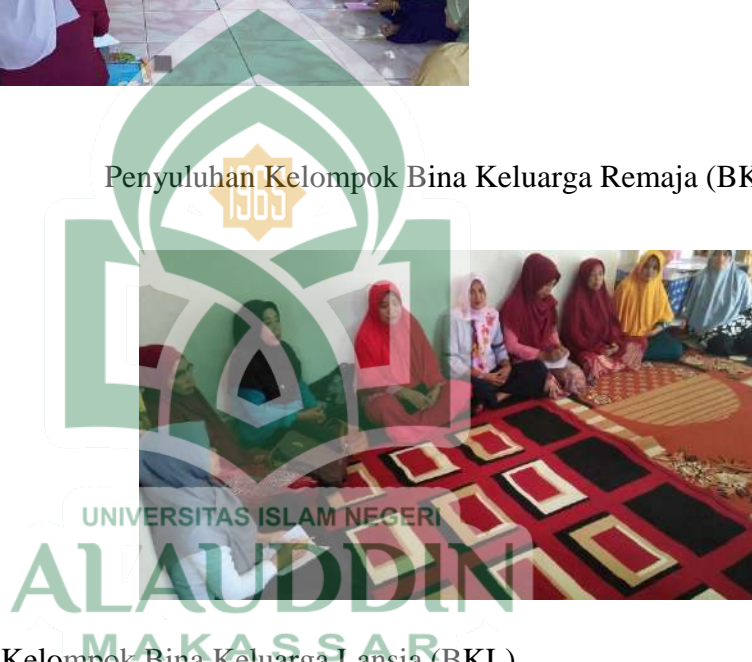 1965
Penyuluhan Kelompok Bina Keluarga Remaja (BK
UNIVERSITAS ISLAM NEGERI
ALAUDDIN
MAKASSAR
Kelompok Bina Keluarga Lansia (BKL)